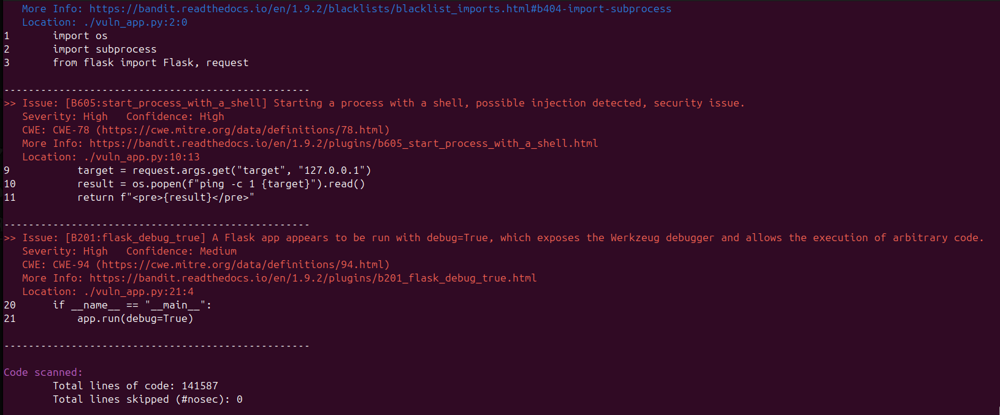 More Info: https://bandit.readthedocs.io/en/1.9.2/blacklists/blacklist_imports.html#b404-import-subprocess
Location: ./vuln_app.py:2:0
1       import os
2       import subprocess
3       from flask import Flask, request
--------------------------------------------------
>> Issue: [B605:start_process_with_a_shell] Starting a process with a shell, possible injection detected, security issue.
Severity: High   Confidence: High
CWE: CWE-78 (https://cwe.mitre.org/data/definitions/78.html)
More Info: https://bandit.readthedocs.io/en/1.9.2/plugins/b605_start_process_with_a_shell.html
Location: ./vuln_app.py:10:13
9           target = request.args.get("target", "127.0.0.1")
10          result = os.popen(f"ping -c 1 {target}").read()
11          return f"<pre>{result}</pre>"
--------------------------------------------------
>> Issue: [B201:flask_debug_true] A Flask app appears to be run with debug=True, which exposes the Werkzeug debugger and allows the execution of arbitrary code.
Severity: High   Confidence: Medium
CWE: CWE-94 (https://cwe.mitre.org/data/definitions/94.html)
More Info: https://bandit.readthedocs.io/en/1.9.2/plugins/b201_flask_debug_true.html
Location: ./vuln_app.py:21:4
20      if __name__ == "__main__":
21          app.run(debug=True)
--------------------------------------------------
Code scanned:
Total lines of code: 141587
Total lines skipped (#nosec): 0